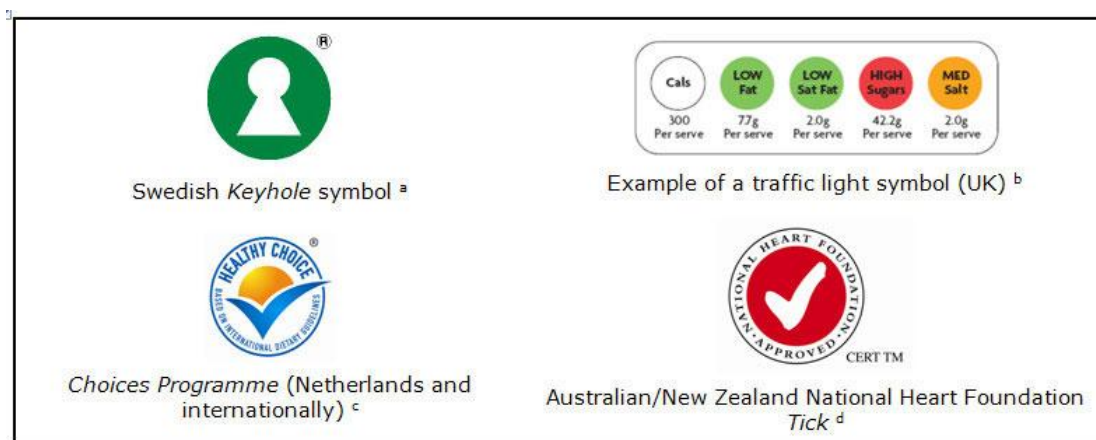 ®
Swedish Keyhole symbol a
Cals
LOW
Fat
LOW
Sat Fat
HIGH
Sugars
MED
Salt
300
Per serve
77g
Per serve
2.0g
Per serve
42.2g
Per serve
2.0g
Per serve
Example of a traffic light symbol (UK) b
HEALTHY CHOICE
®
BASED ON INTERNATIONAL DIETARY GUIDELINES
Choices Programme (Netherlands and
internationally) c
NATIONAL HEART FOUNDATION
· APPROVED ·
CERT TM
Australian/New Zealand National Heart Foundation
Tick d